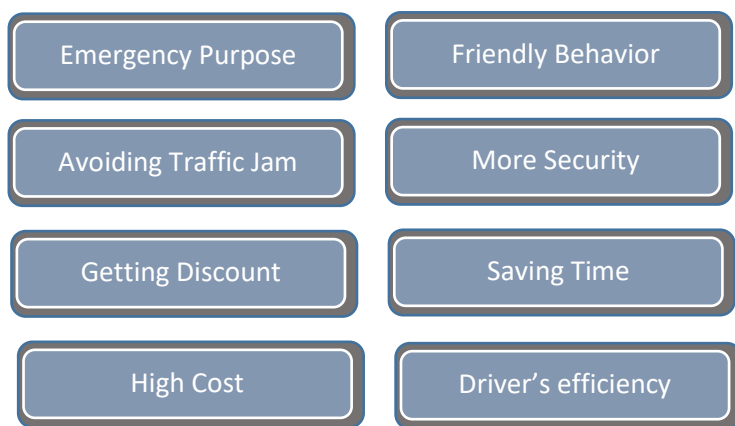 Emergency Purpose
Friendly Behavior
Avoiding Traffic Jam
More Security
Getting Discount
Saving Time
High Cost
Driver’s efficiency